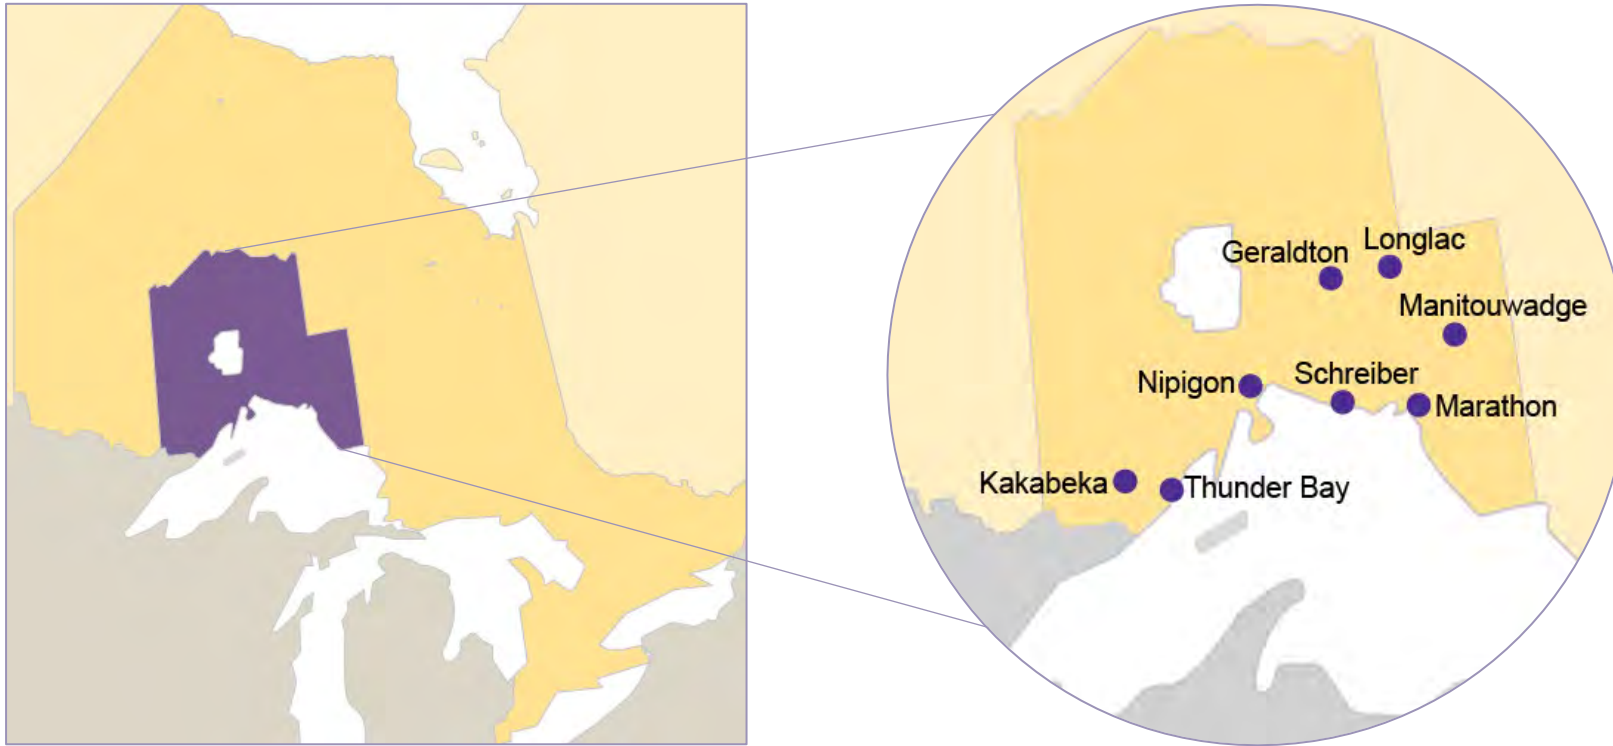 Longlac
Geraldton
Manitouwadge
Schreiber
Nipigon
Marathon
Kakabeka
Thunder Bay